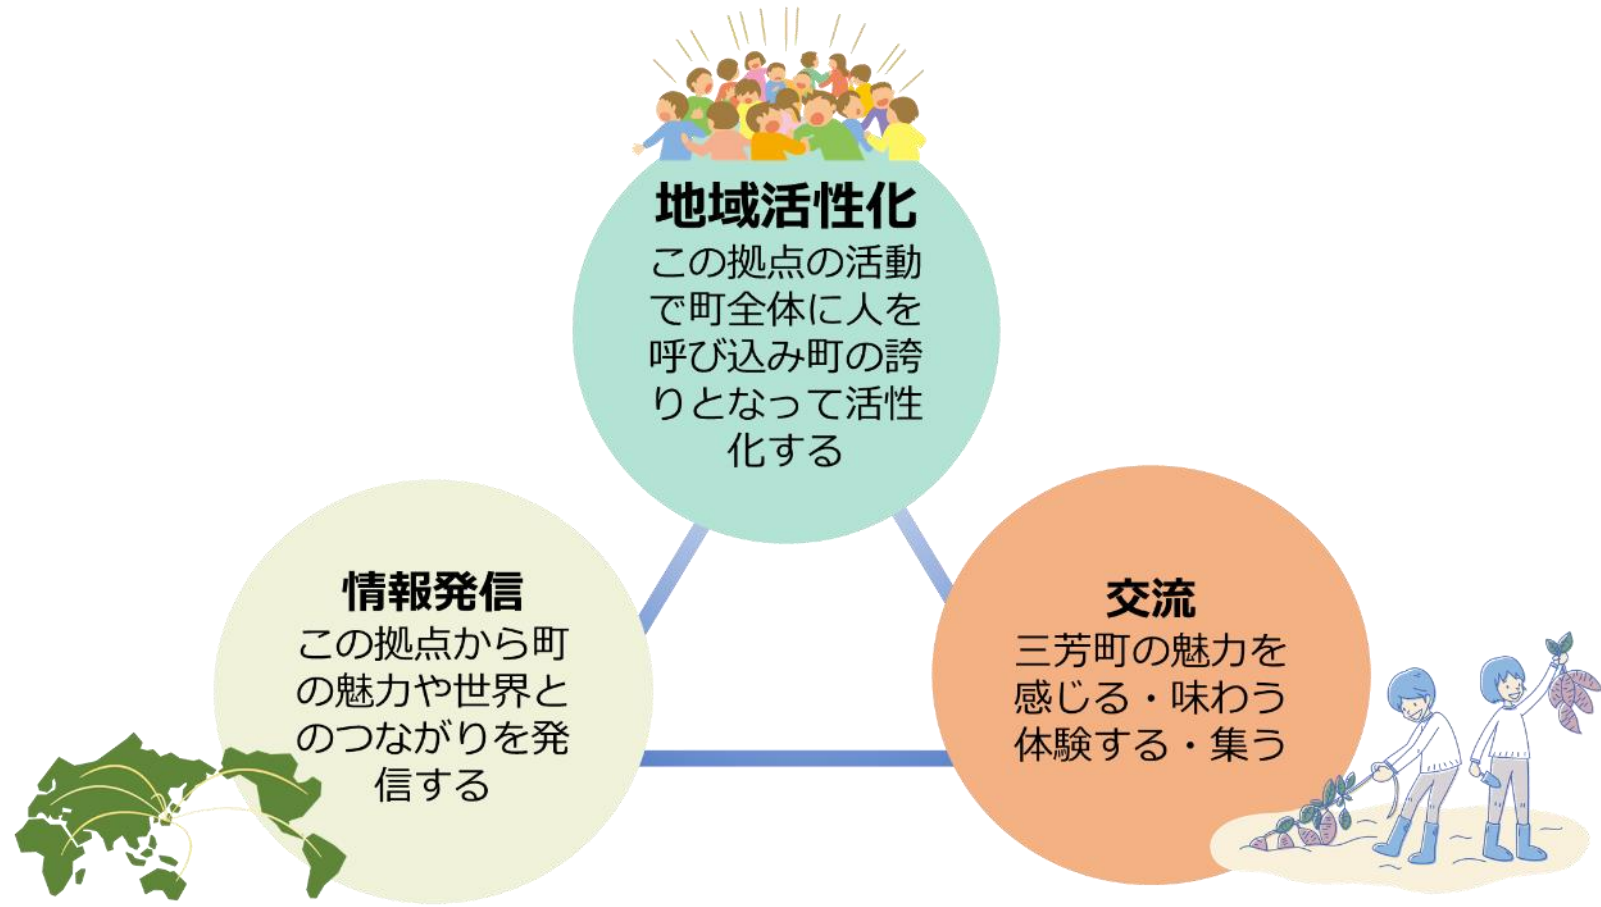 地域活性化
この拠点の活動
で町全体に人を
呼び込み町の誇
りとなって活性
化する
情報発信
この拠点から町
の魅力や世界と
のつながりを発
信する
交流
三芳町の魅力を
感じる・味わう
体験する・集う